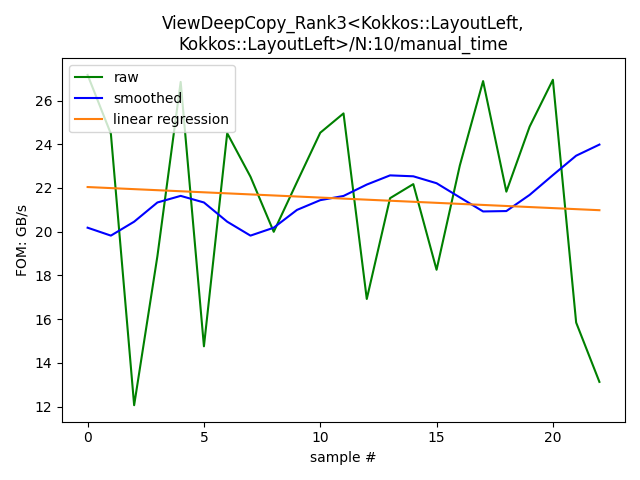 ViewDeepCopy_Rank3<Kokkos::LayoutLeft,
Kokkos::LayoutLeft>/N:10/manual_time
raw
smoothed
linear regression
FOM: GB/s
26
24
22
20
18
16
14
12
0
5
10
15
20
sample #